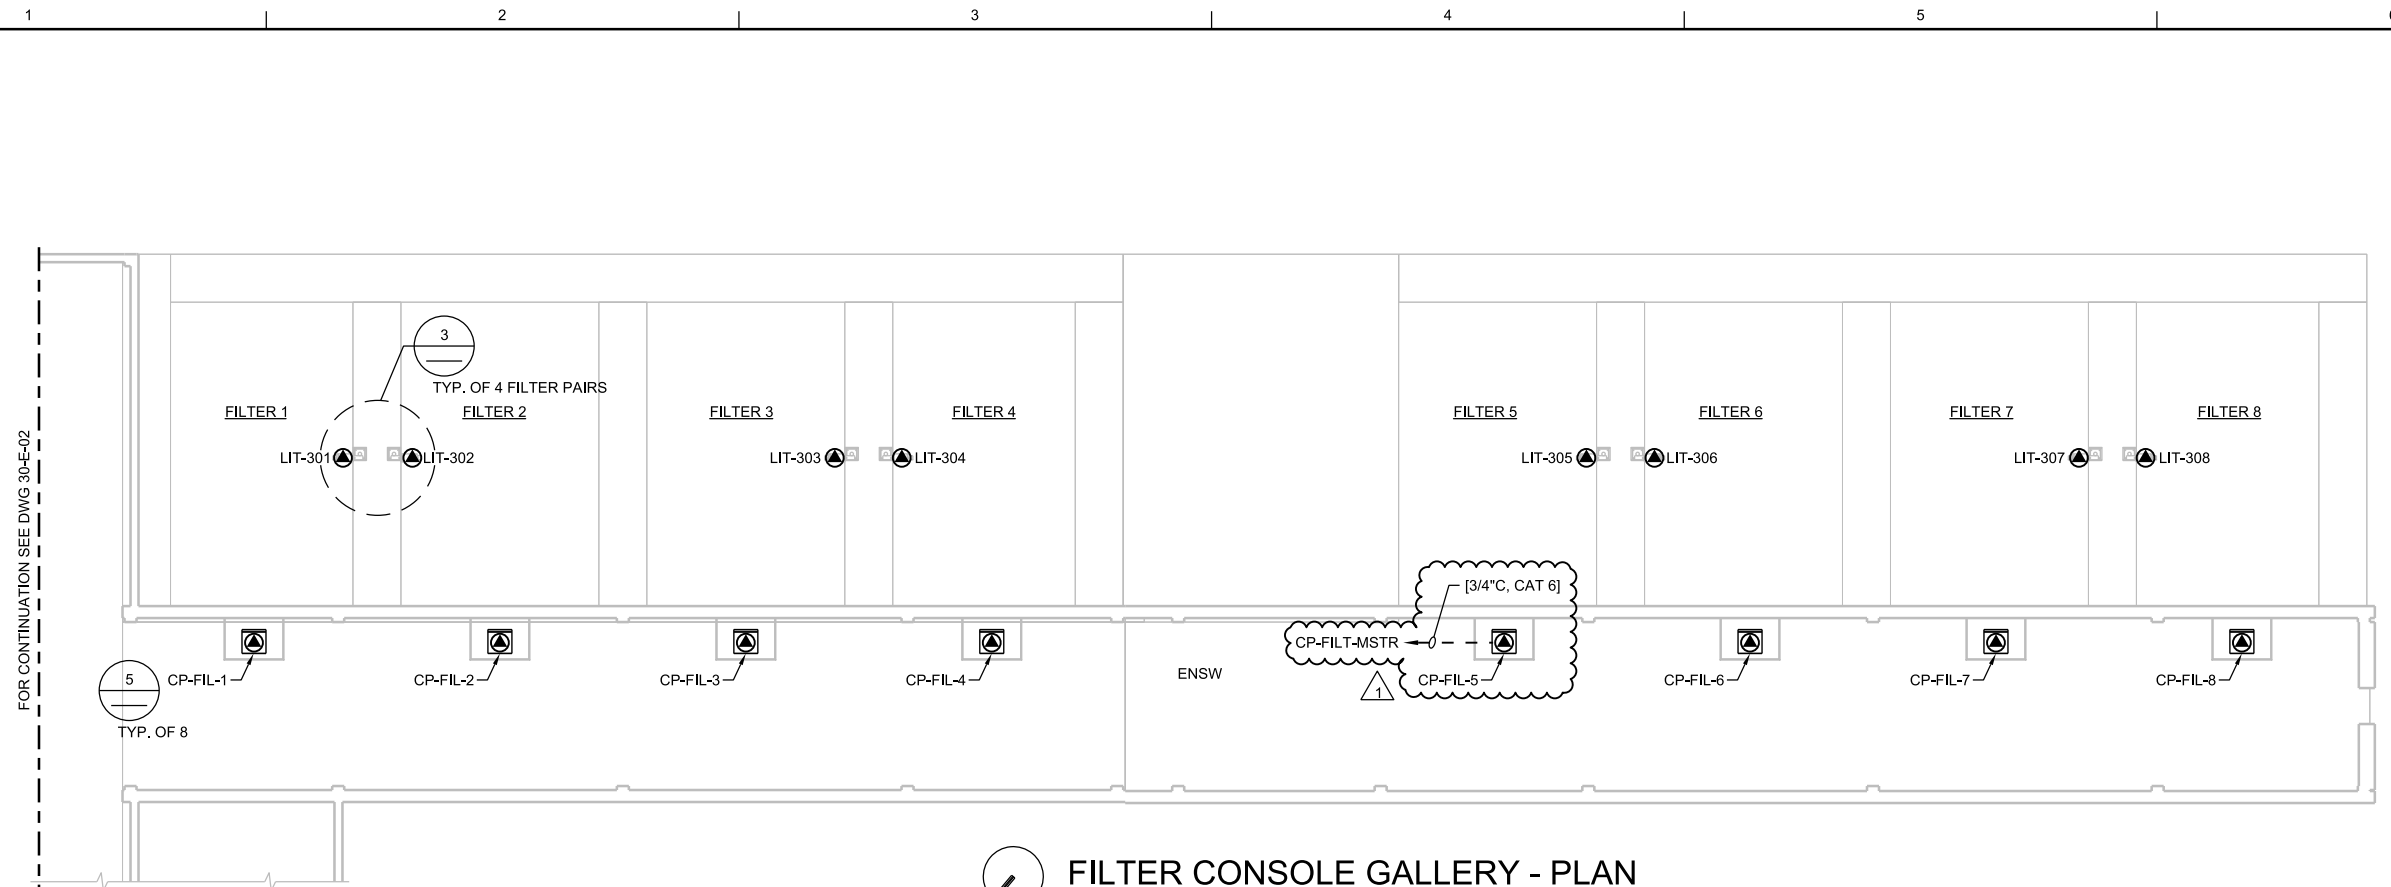 1 2 3 4 5
FOR CONTINUATION SEE DWG 30-E-02
3
TYP. OF 4 FILTER PAIRS
FILTER 1 FILTER 2 FILTER 3 FILTER 4 FILTER 5 FILTER 6 FILTER 7 FILTER 8
LIT-301 LIT-302 LIT-303 LIT-304 LIT-305 LIT-306 LIT-307 LIT-308
[3/4"C, CAT 6]
CP-FILT-MSTR
ENSW
5
TYP. OF 8
CP-FIL-1 CP-FIL-2 CP-FIL-3 CP-FIL-4 CP-FIL-5 CP-FIL-6 CP-FIL-7 CP-FIL-8
1
FILTER CONSOLE GALLERY - PLAN